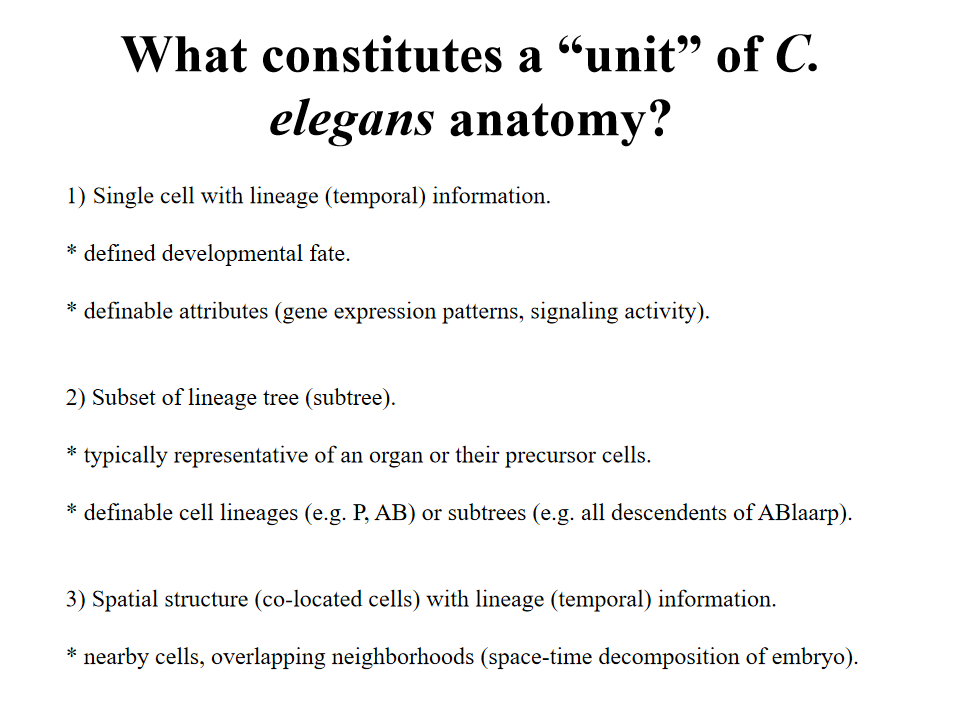 What constitutes a “unit” of C.
elegans anatomy?
1) Single cell with lineage (temporal) information.
* defined developmental fate.
* definable attributes (gene expression patterns, signaling activity).
2) Subset of lineage tree (subtree).
* typically representative of an organ or their precursor cells.
* definable cell lineages (e.g. P, AB) or subtrees (e.g. all descendents of ABlaarp).
3) Spatial structure (co-located cells) with lineage (temporal) information.
* nearby cells, overlapping neighborhoods (space-time decomposition of embryo).